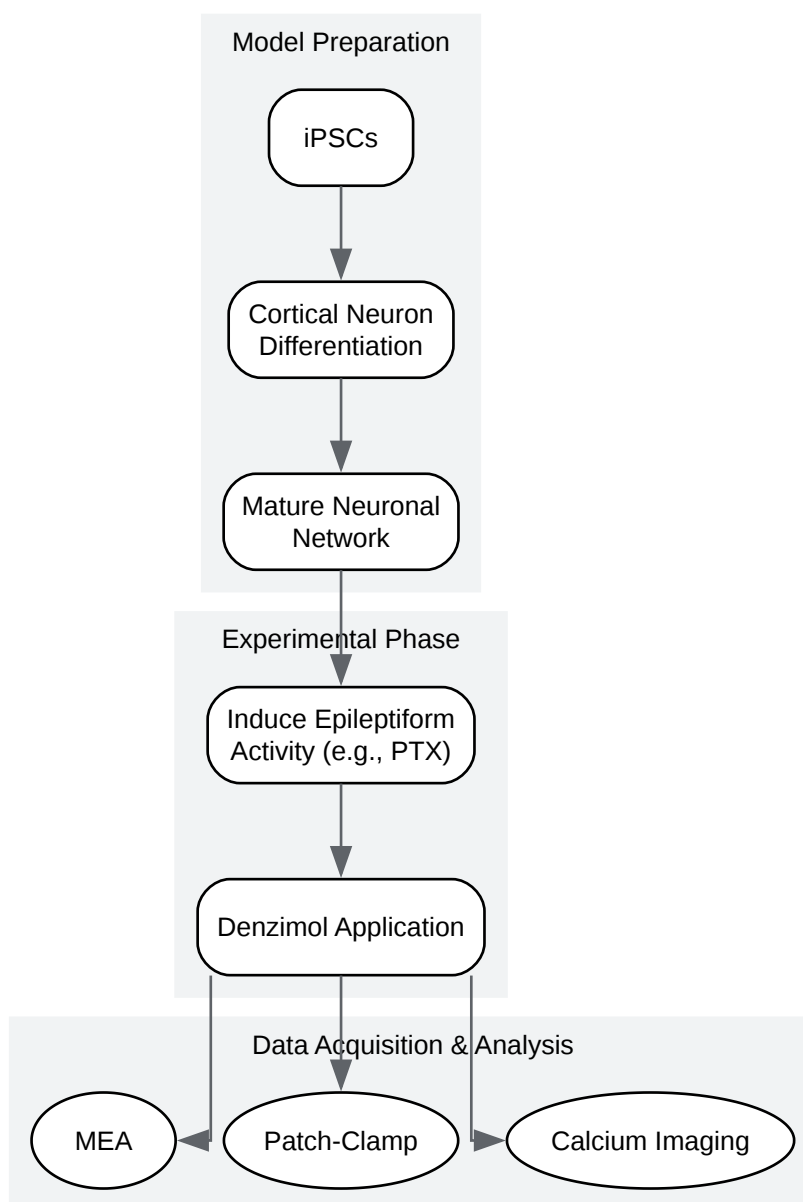 Model Preparation
iPSCs
Cortical Neuron
Differentiation
Mature Neuronal
Network
Experimental Phase
Induce Epileptiform
Activity (e.g., PTX)
Denzimol Application
Data Acquisition & Analysis
MEA
Patch-Clamp
Calcium Imaging